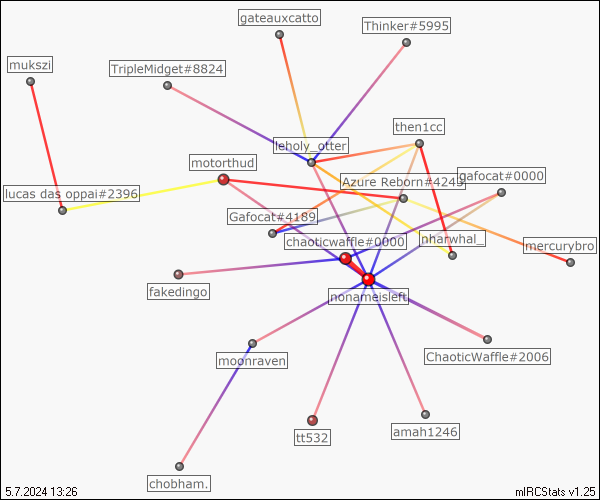 gateauxcatto
Thinker#5995
mukszi
TripleMidget#8824
then1cc
leholy_otter
motorthud
gafocat#0000
Azure Reborn#4243
lucas das oppai#2396
Gafocat#4189
chaoticwaffle#0000
nharwhal_
mercurybro
fakedingo
nonameisleft
moonraven
ChaoticWaffle#2006
tt532
amah1246
chobham.
5.7.2024 13:26
mIRCStats v1.25